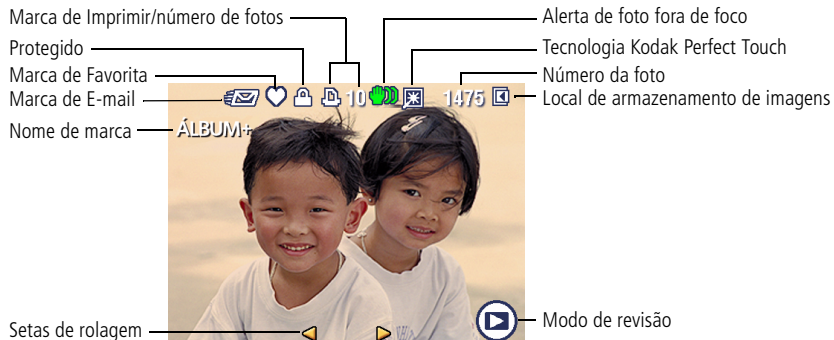 Marca de Imprimir/número de fotos
Protegido
Marca de Favorita
Marca de E-mail
Nome de marca
Setas de rolagem
10
1475
ÁLBUM+
Alerta de foto fora de foco
Tecnologia Kodak Perfect Touch
Número da foto
Local de armazenamento de imagens
Modo de revisão